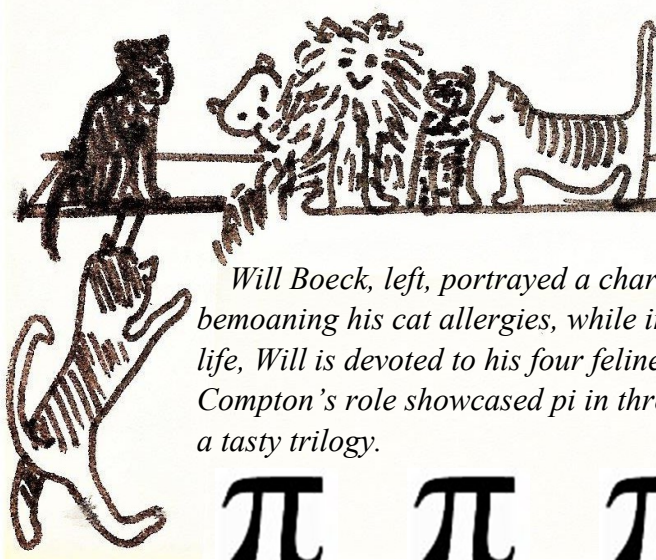 Will Boeck, left, portrayed a char
bemoaning his cat allergies, while i
life, Will is devoted to his four feline
Compton's role showcased pi in thr
a tasty trilogy.
π π π